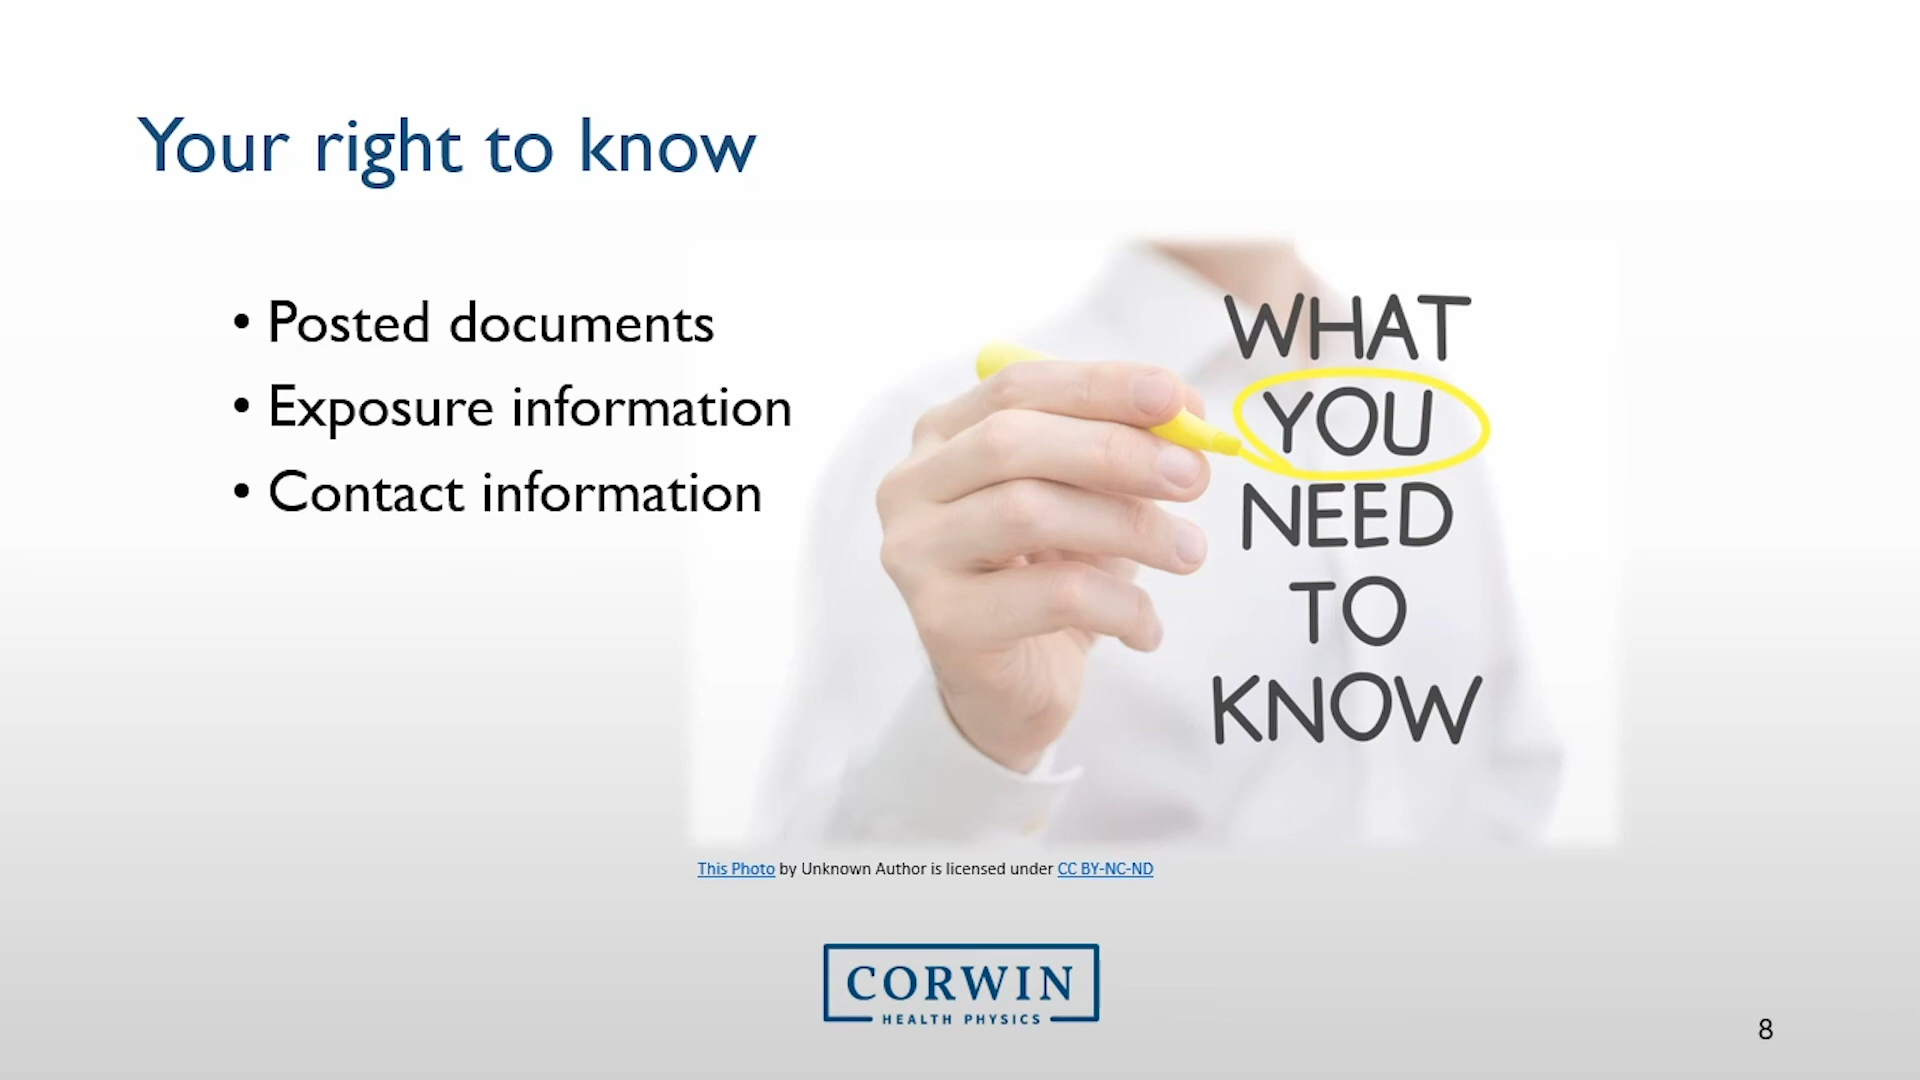 Your right to know
• Posted documents
• Exposure information
• Contact information
WHAT
YOU
NEED
TO
KNOW
This Photo by Unknown Author is licensed under CC BY-NC-ND
CORWIN
HEALTH PHYSICS
8